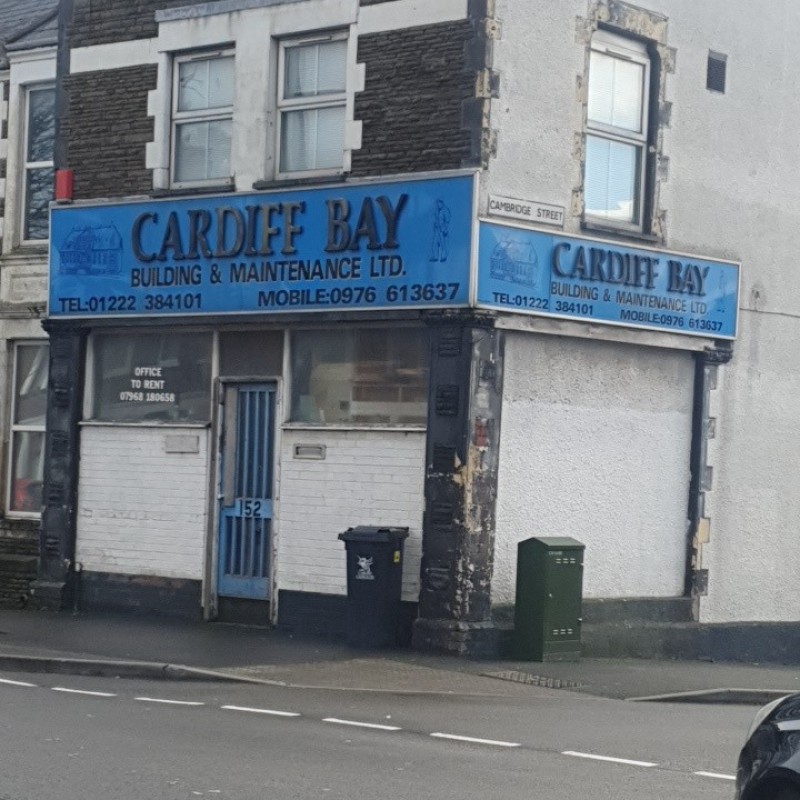 CARDIFF BAY
BUILDING & MAINTENANCE LTD.
TEL:01222 384101 MOBILE:0976 613637
CAMBRIDGE STREET
CARDIFF BAY
BUILDING & MAINTENANCE LTD.
TEL:01222 384101 MOBILE:0976 613637
OFFICE
TO RENT
07968 180658
152